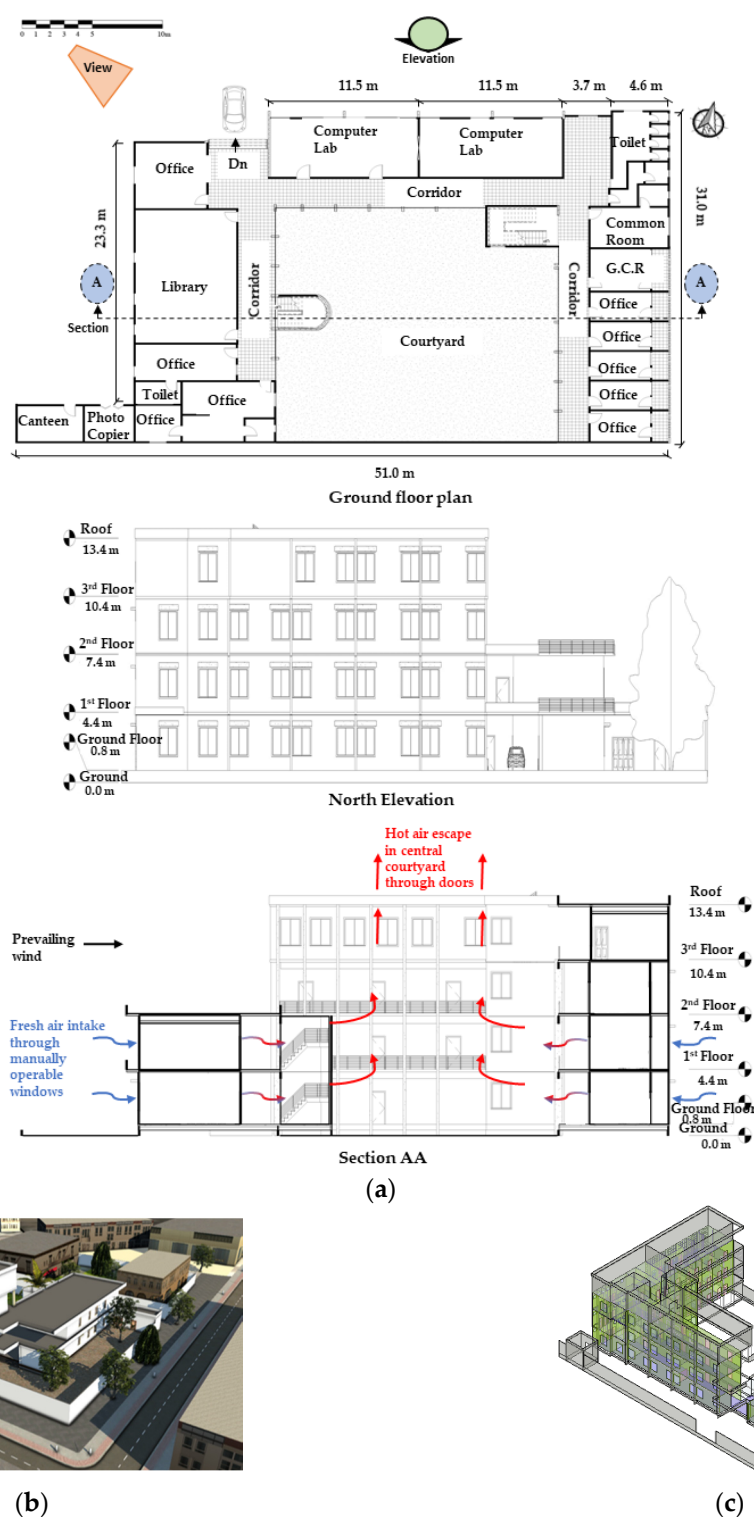 0 1 2 3 4 5 10m
View
Elevation
11.5 m 11.5 m 3.7 m 4.6 m
Computer
Lab
Computer
Lab
Toilet
Office
Dn
Corridor
23.3 m
31.0 m
Common
Room
G.C.R
A
A
Section
Library
Corridor
Corridor
Office
Courtyard
Office
Office
Office
Office
Office
Toilet
Office
Canteen
Photo
Copier
Office
51.0 m
Ground floor plan
Roof
13.4 m
3rd Floor
10.4 m
2nd Floor
7.4 m
1st Floor
4.4 m
Ground Floor
0.8 m
Ground
0.0 m
North Elevation
Hot air escape
in central
courtyard
through doors
Prevailing
wind
Fresh air intake
through
manually
operable
windows
Roof
13.4 m
3rd Floor
10.4 m
2nd Floor
7.4 m
1st Floor
4.4 m
Ground Floor
0.8 m
Ground
0.0 m
Section AA
(a)
(b)
(c)